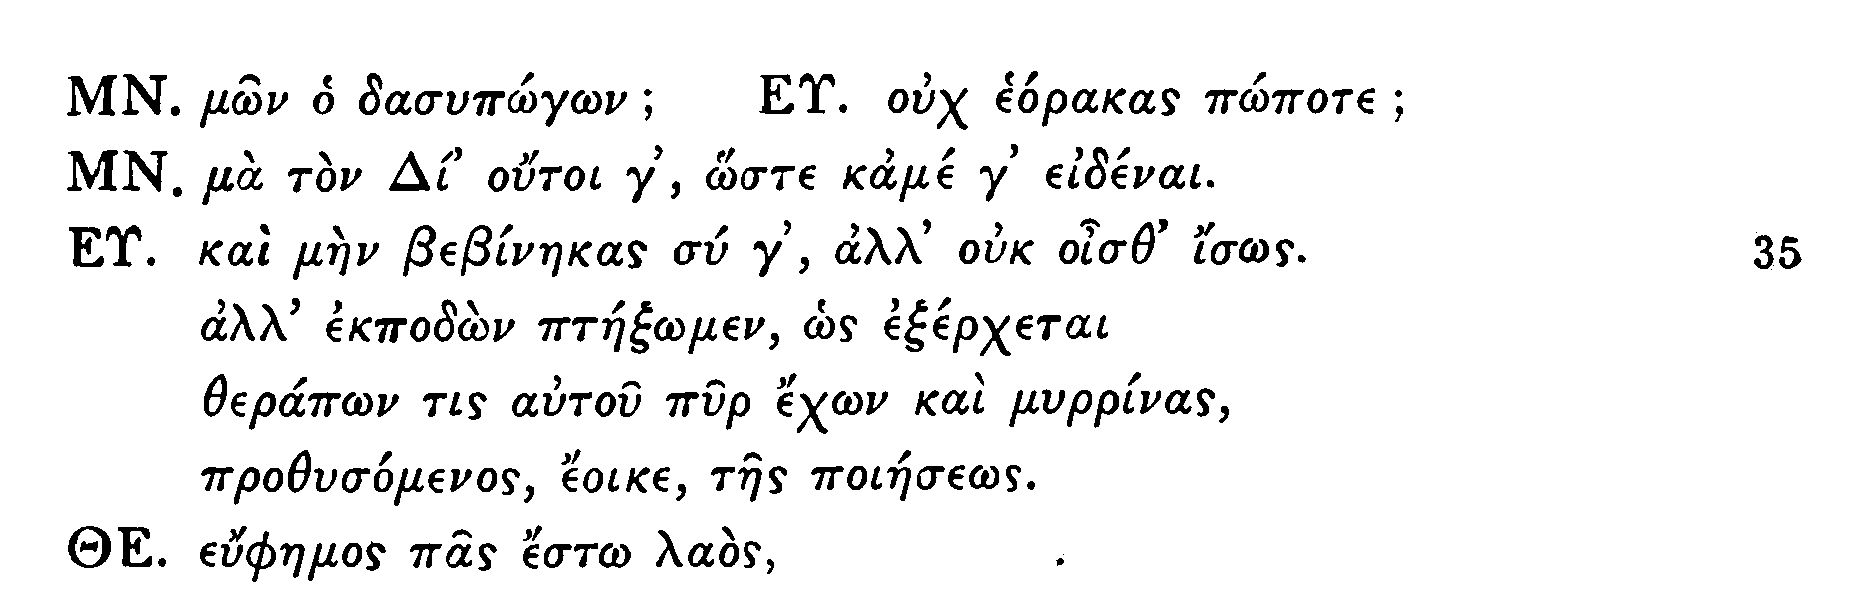 ΜΝ. μῶν ὁ δασυπώγων; ΕΥ. οὐχ ἑόρακας πώποτε;
ΜΝ. μὰ τὸν Δί’ οὔτοι γ’, ὥστε κἀμέ γ’ εἰδέναι.
ΕΥ. καὶ μὴν βεβίνηκας σύ γ’, ἀλλ’ οὐκ οἶσθ’ ἴσως. 35
ἀλλ’ ἐκποδὼν πτήξωμεν, ὡς ἐξέρχεται
θεράπων τις αὐτοῦ πῦρ ἔχων καὶ μυρρίνας,
προθυσόμενος, ἔοικε, τῆς ποιήσεως.
ΘΕ. εὔφημος πᾶς ἔστω λαὸς,